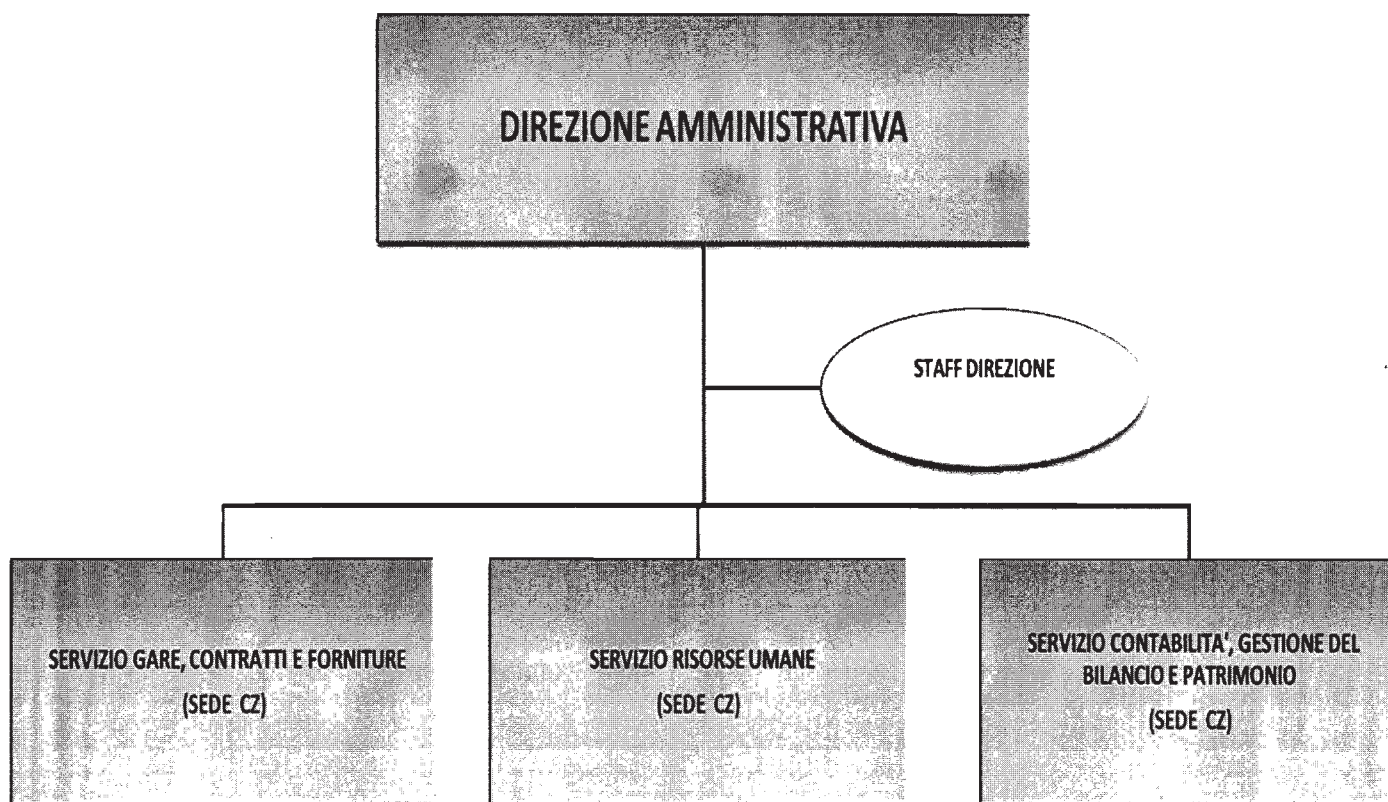 DIREZIONE AMMINISTRATIVA
STAFF DIREZIONE
SERVIZIO GARE, CONTRATTI E FORNITURE
(SEDE CZ)
SERVIZIO RISORSE UMANE
(SEDE CZ)
SERVIZIO CONTABILITA', GESTIONE DEL
BILANCIO E PATRIMONIO
(SEDE CZ)